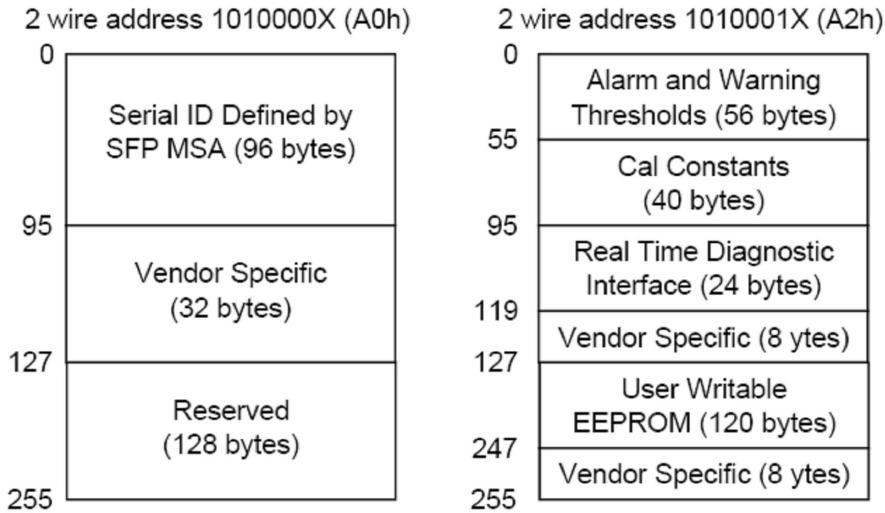 2 wire address 1010000X (A0h)
0
Serial ID Defined by
SFP MSA (96 bytes)
95
Vendor Specific
(32 bytes)
127
Reserved
(128 bytes)
255
2 wire address 1010001X (A2h)
0
Alarm and Warning
Thresholds (56 bytes)
55
Cal Constants
(40 bytes)
95
Real Time Diagnostic
Interface (24 bytes)
119
Vendor Specific (8 ytes)
127
User Writable
EEPROM (120 bytes)
247
Vendor Specific (8 ytes)
255